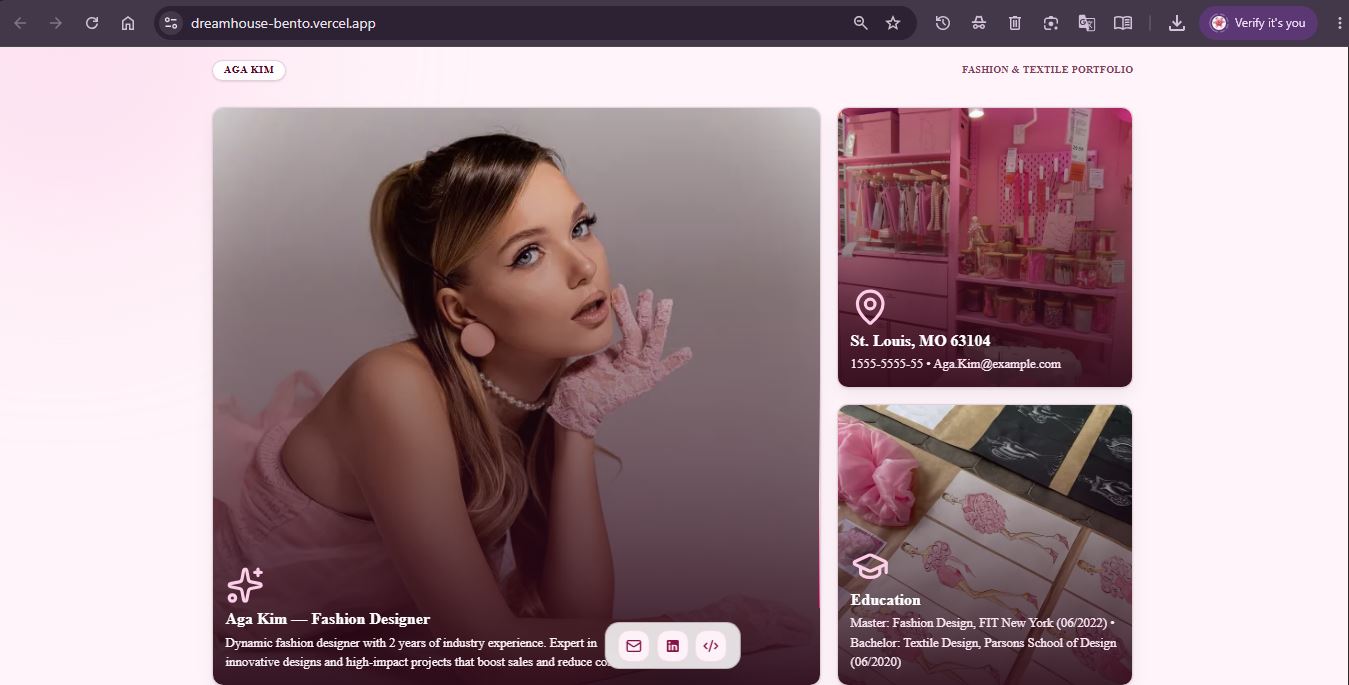 dreamhouse-bento.vercel.app
Verify it's you
AGA KIM
FASHION & TEXTILE PORTFOLIO
St. Louis, MO 63104
1555-5555-55 • Aga.Kim@example.com
Aga Kim — Fashion Designer
Dynamic fashion designer with 2 years of industry experience. Expert in
innovative designs and high-impact projects that boost sales and reduce
Education
Master: Fashion Design, FIT New York (06/2022) •
Bachelor: Textile Design, Parsons School of Design
(06/2020)